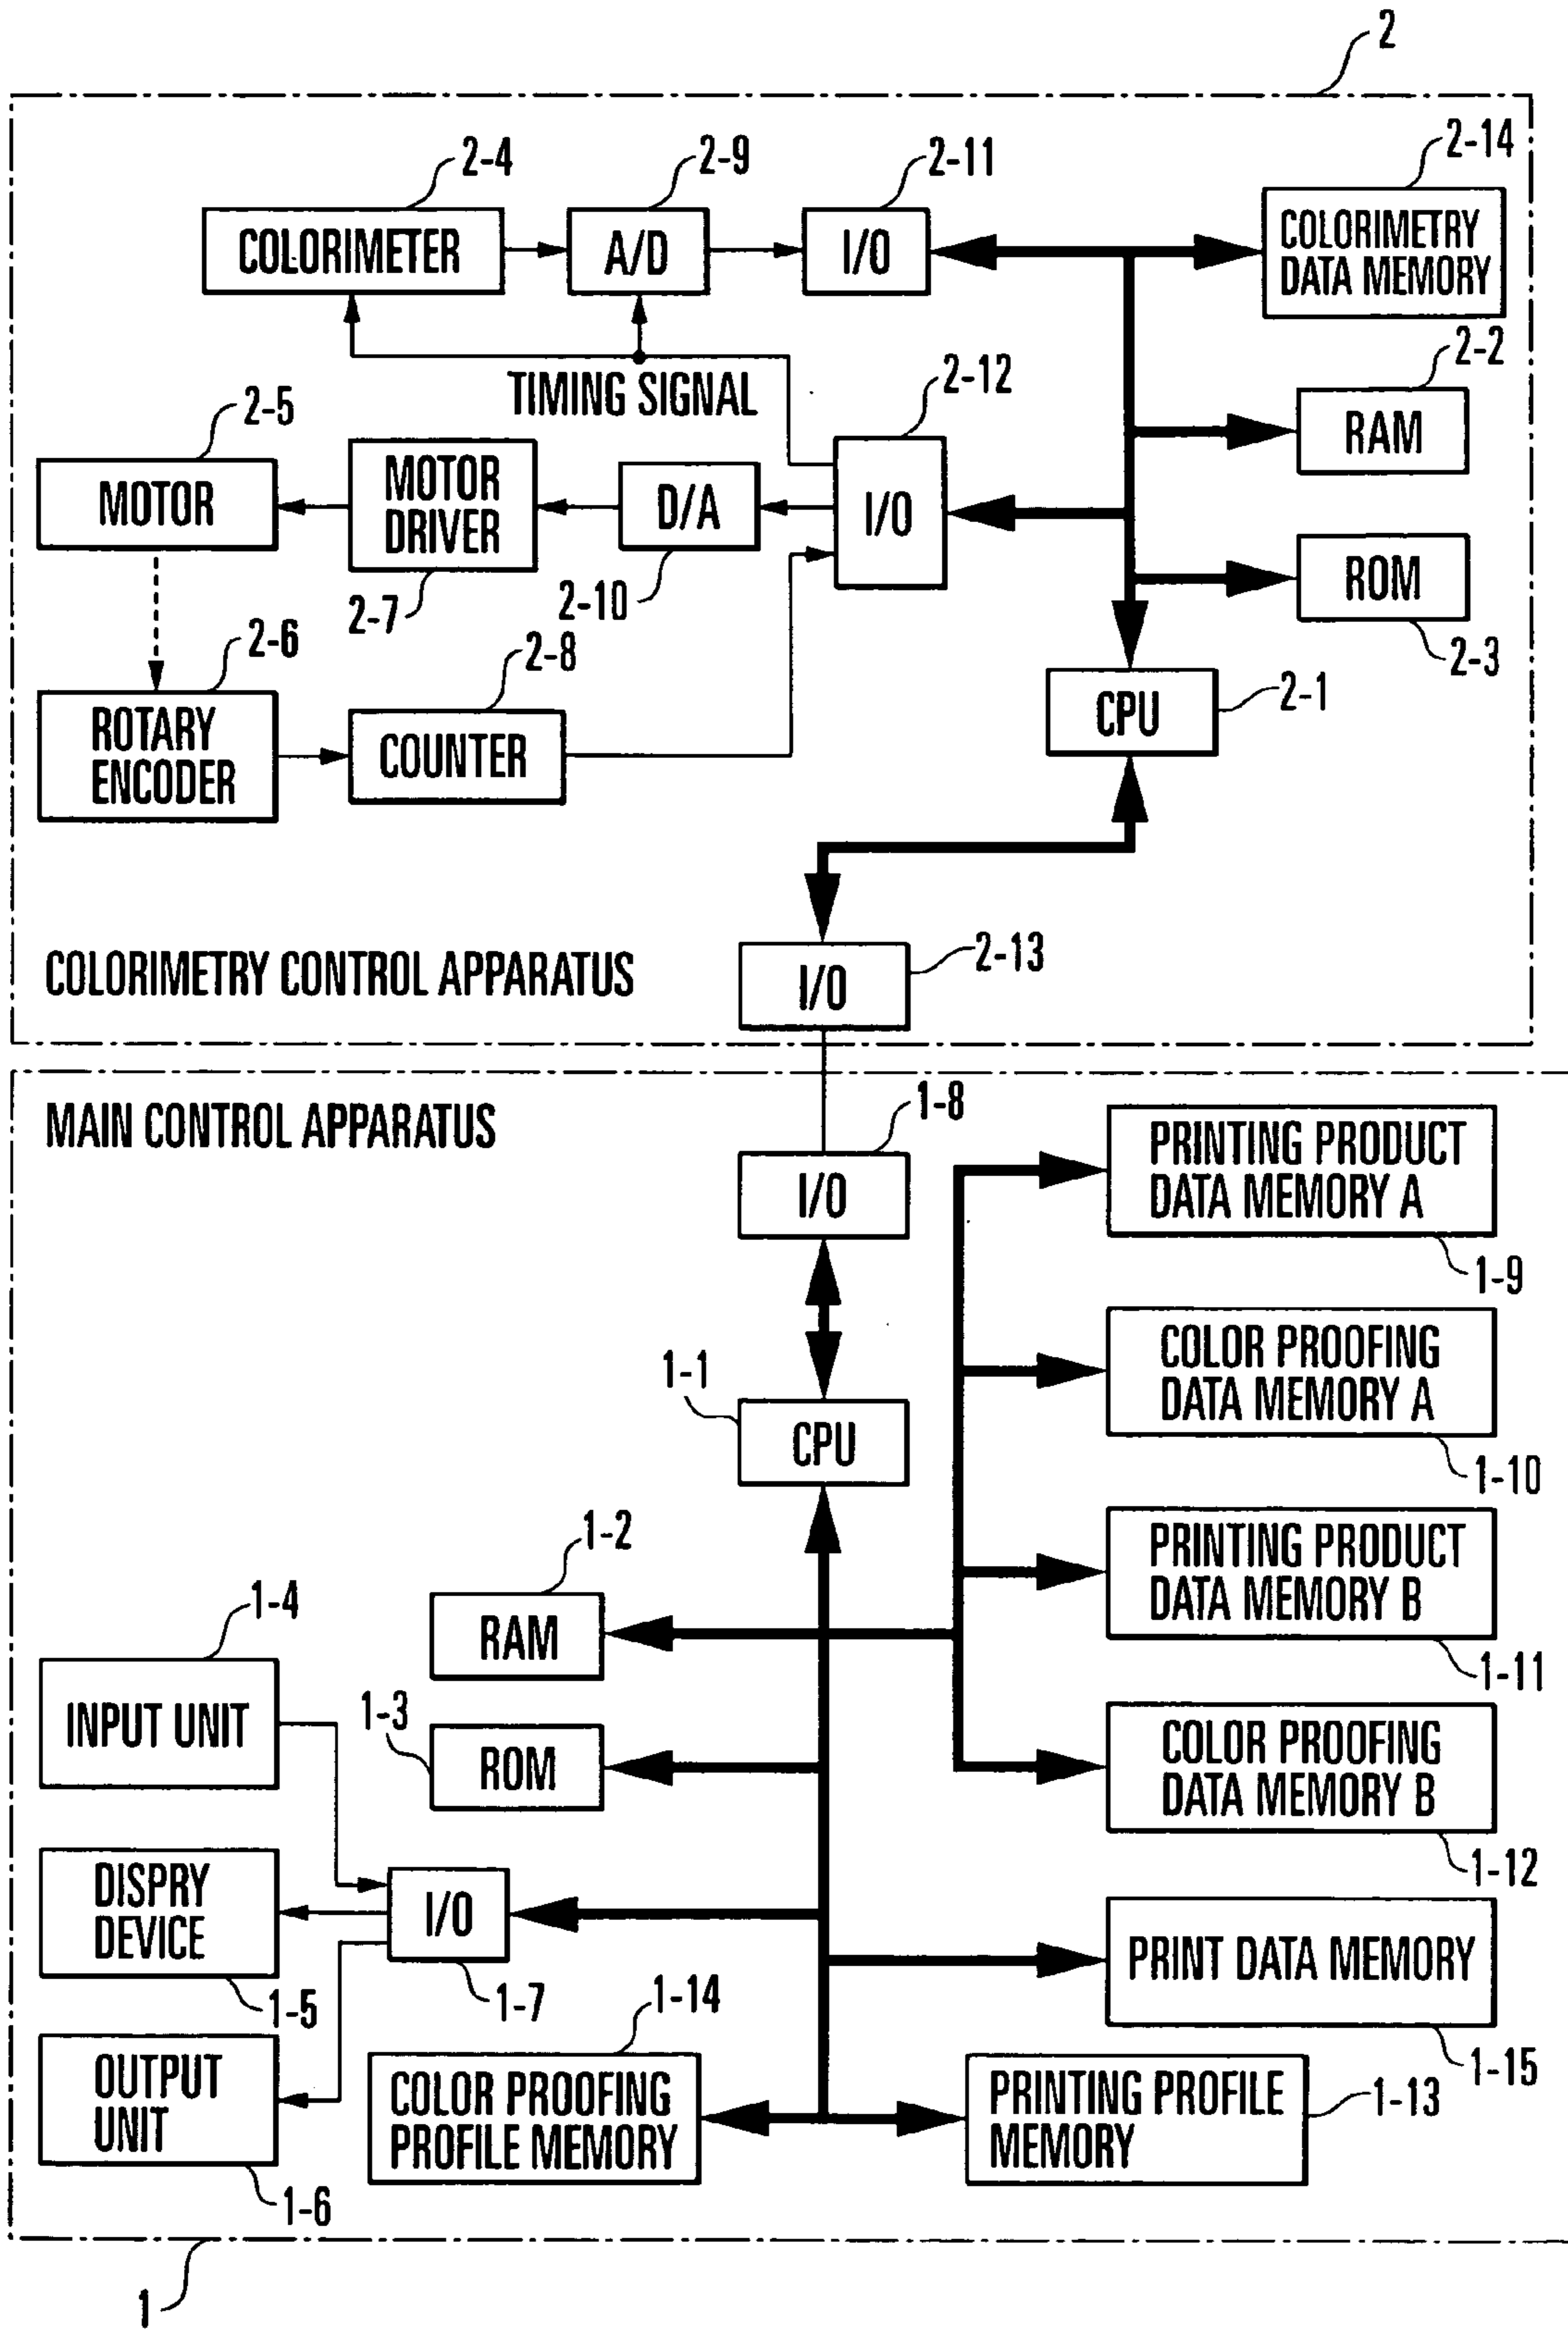 2
2-4
2-9
2-11
2-14
COLORIMETER
A/D
I/O
COLORIMETRY
DATA MEMORY
TIMING SIGNAL
2-12
2-2
RAM
2-5
MOTOR
MOTOR
DRIVER
D/A
I/O
2-7
2-10
ROM
2-3
2-6
2-8
ROTARY
ENCODER
COUNTER
CPU
2-1
COLORIMETRY CONTROL APPARATUS
I/O
2-13
MAIN CONTROL APPARATUS
1-8
I/O
PRINTING PRODUCT
DATA MEMORY A
1-9
COLOR PROOFING
DATA MEMORY A
1-10
1-1
CPU
PRINTING PRODUCT
DATA MEMORY B
1-11
1-2
RAM
1-4
INPUT UNIT
1-3
ROM
COLOR PROOFING
DATA MEMORY B
1-12
DISPRY
DEVICE
1-5
I/O
1-7
PRINT DATA MEMORY
1-15
OUTPUT
UNIT
1-6
1-14
COLOR PROOFING
PROFILE MEMORY
PRINTING PROFILE
MEMORY
1-13
1